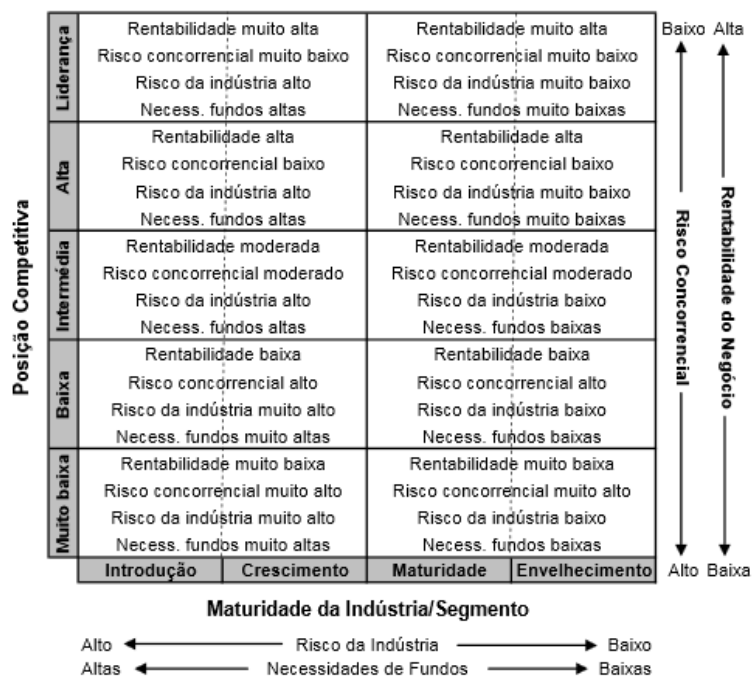 Posição Competitiva
Liderança
Rentabilidade muito alta
Risco concorrencial muito baixo
Risco da indústria alto
Necess. fundos altas
Rentabilidade muito alta
Risco concorrencial muito baixo
Risco da indústria muito baixo
Necess. fundos muito baixas
Alta
Rentabilidade alta
Risco concorrencial baixo
Risco da indústria alto
Necess. fundos altas
Rentabilidade alta
Risco concorrencial baixo
Risco da indústria muito baixo
Necess. fundos muito baixas
Intermédia
Rentabilidade moderada
Risco concorrencial moderado
Risco da indústria alto
Necess. fundos altas
Rentabilidade moderada
Risco concorrencial moderado
Risco da indústria baixo
Necess. fundos baixas
Baixa
Rentabilidade baixa
Risco concorrencial alto
Risco da indústria muito alto
Necess. fundos muito altas
Rentabilidade baixa
Risco concorrencial alto
Risco da indústria baixo
Necess. fundos baixas
Muito baixa
Rentabilidade muito baixa
Risco concorrencial muito alto
Risco da indústria muito alto
Necess. fundos muito altas
Rentabilidade muito baixa
Risco concorrencial muito alto
Risco da indústria baixo
Necess. fundos baixas
Introdução Crescimento Maturidade Envelhecimento
Baixo Alta
Risco Concorrencial
Rentabilidade do Negócio
Alto Baixa
Maturidade da Indústria/Segmento
Alto Risco da Indústria Baixo
Altas Necessidades de Fundos Baixas